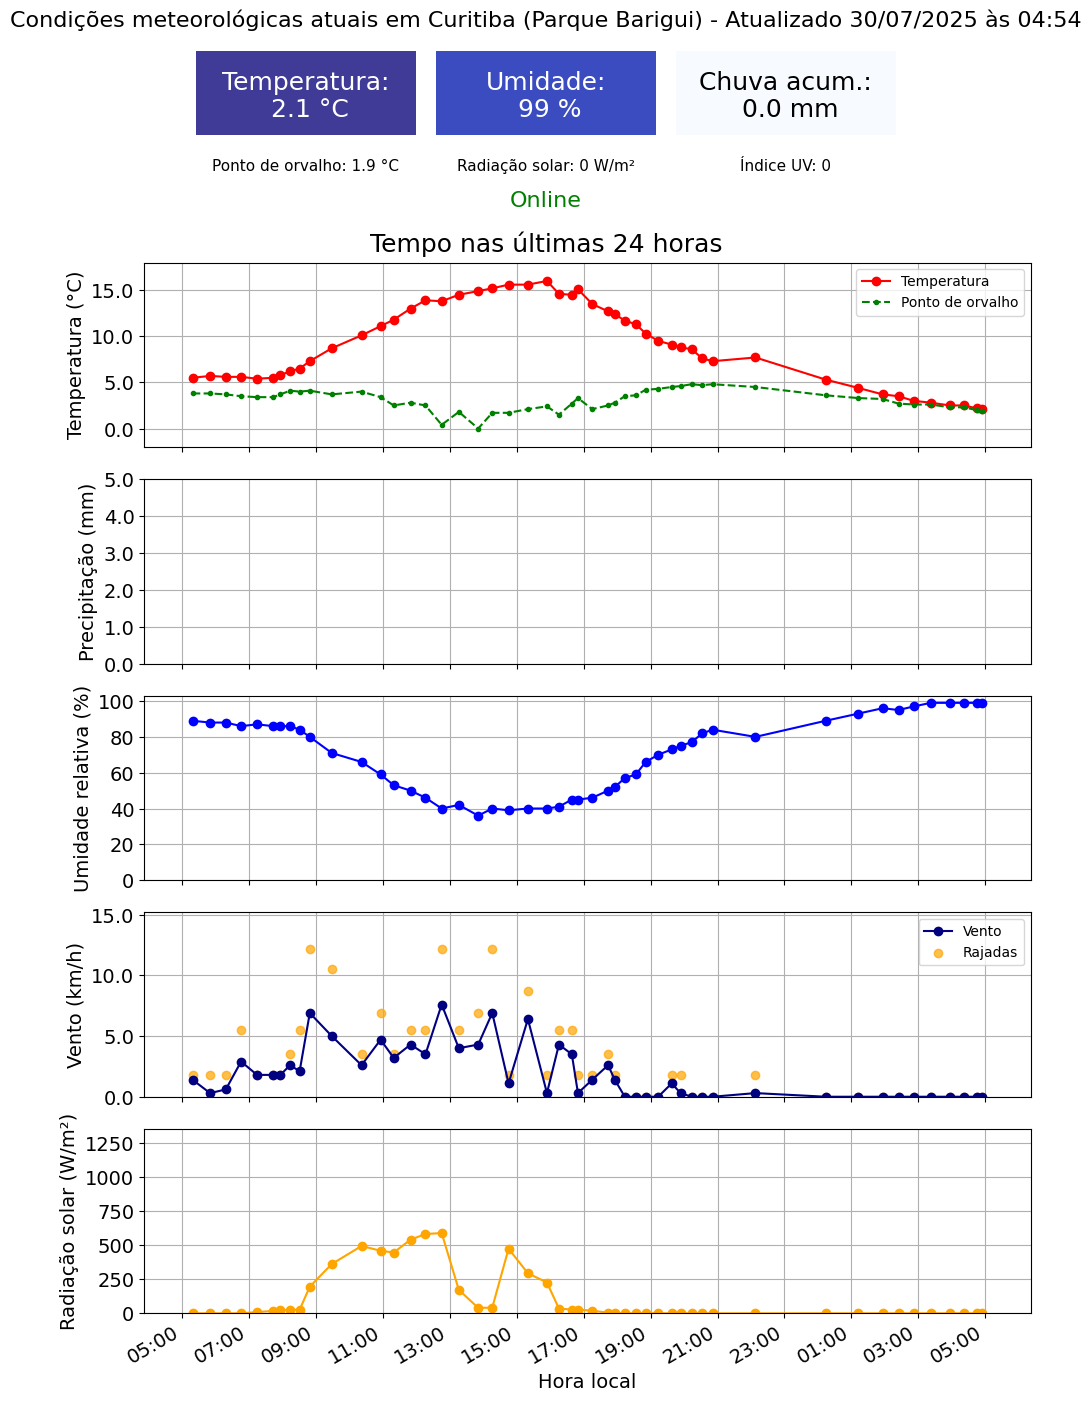 Condições meteorológicas atuais em Curitiba (Parque Barigui) - Atualizado 30/07/2025 às 04:54
Temperatura:
2.1 °C
Umidade:
99 %
Chuva acum.:
0.0 mm
Ponto de orvalho: 1.9 °C
Radiação solar: 0 W/m²
Índice UV: 0
Online
Tempo nas últimas 24 horas
Temperatura (°C)
15.0
10.0
5.0
0.0
Temperatura
Ponto de orvalho
Precipitação (mm)
5.0
4.0
3.0
2.0
1.0
0.0
Umidade relativa (%)
100
80
60
40
20
0
Vento (km/h)
15.0
10.0
5.0
0.0
Vento
Rajadas
Radiação solar (W/m²)
1250
1000
750
500
250
0
05:00
07:00
09:00
11:00
13:00
15:00
17:00
19:00
21:00
23:00
01:00
03:00
05:00
Hora local